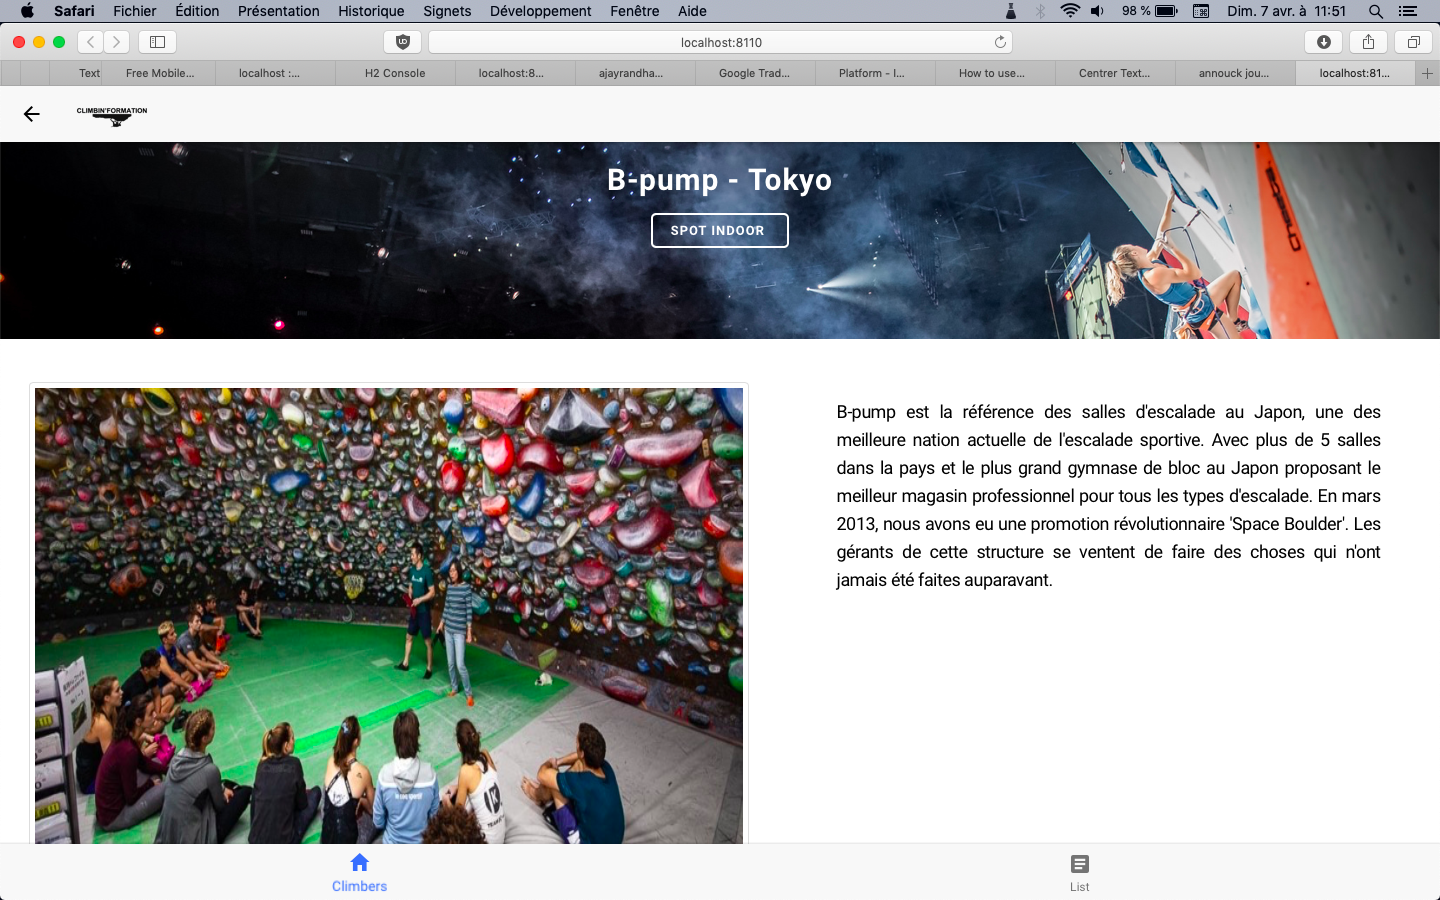 Safari Fichier Édition Présentation Historique Signets Développement Fenêtre Aide 98 % Dim. 7 avr. à 11:51
localhost:8110
Text Free Mobile... localhost :... H2 Console localhost:8... ajayrandha... Google Trad... Platform - I... How to use... Centrer Text... annouck jou... localhost:81...
CLIMBIN'FORMATION
B-pump - Tokyo
SPOT INDOOR
B-pump est la référence des salles d'escalade au Japon, une des
meilleure nation actuelle de l'escalade sportive. Avec plus de 5 salles
dans la pays et le plus grand gymnase de bloc au Japon proposant le
meilleur magasin professionnel pour tous les types d'escalade. En mars
2013, nous avons eu une promotion révolutionnaire 'Space Boulder'. Les
gérants de cette structure se ventent de faire des choses qui n'ont
jamais été faites auparavant.
Climbers
List